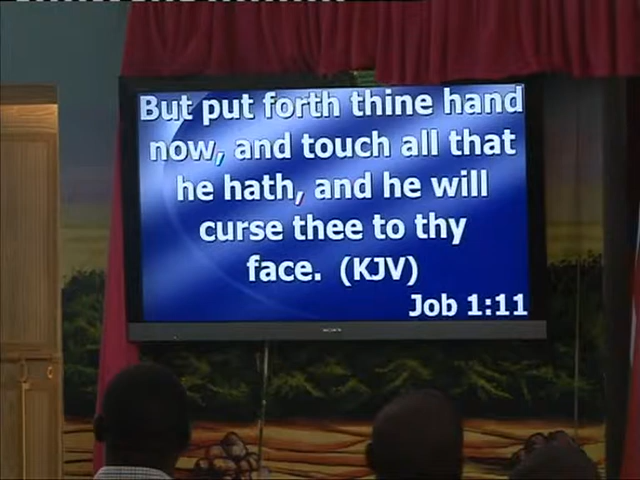 But put forth thine hand
now, and touch all that
he hath, and he will
curse thee to thy
face. (KJV)
Job 1:11